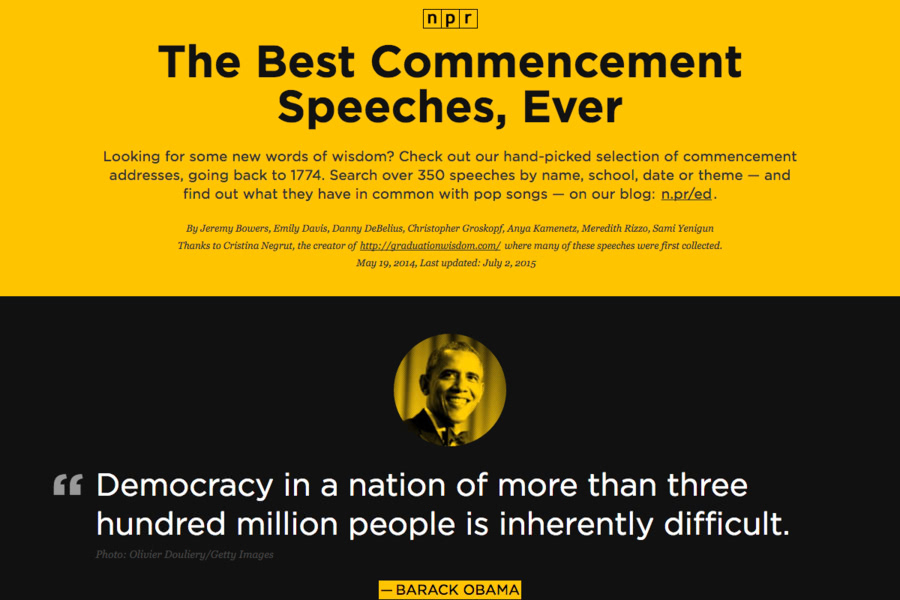 npr
The Best Commencement
Speeches, Ever
Looking for some new words of wisdom? Check out our hand-picked selection of commencement
addresses, going back to 1774. Search over 350 speeches by name, school, date or theme — and
find out what they have in common with pop songs — on our blog: n.pr/ed.
By Jeremy Bowers, Emily Davis, Danny DeBelius, Christopher Groskopf, Anya Kamenetz, Meredith Rizzo, Sami Yenigun
Thanks to Cristina Negrut, the creator of http://graduationwisdom.com/ where many of these speeches were first collected.
May 19, 2014, Last updated: July 2, 2015
“ Democracy in a nation of more than three
hundred million people is inherently difficult.
Photo: Olivier Douliery/Getty Images
— BARACK OBAMA